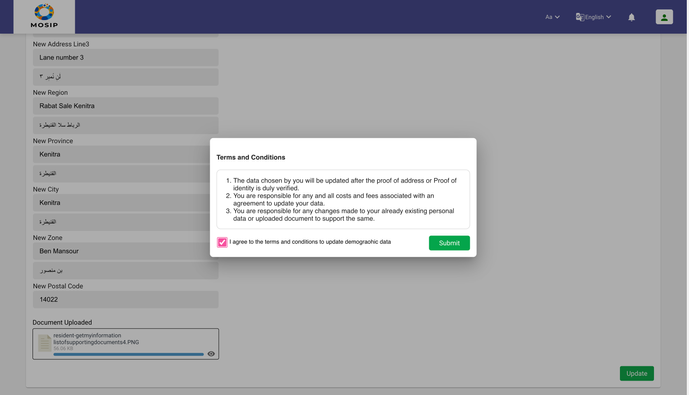 MOSIP
Aa
English
New Address Line3
Lane number 3
لن نُمبر ٣
New Region
Rabat Sale Kenitra
الرباط سلا القنيطرة
New Province
Kenitra
القنيطرة
New City
Kenitra
القنيطرة
New Zone
Ben Mansour
بن منصور
New Postal Code
14022
Document Uploaded
resident-getmyinformation
listofsupportingdocuments4.PNG
Terms and Conditions
1. The data chosen by you will be updated after the proof of address or Proof of
identity is duly verified.
2. You are responsible for any and all costs and fees associated with an
agreement to update your data.
3. You are responsible for any changes made to your already existing personal
data or uploaded document to support the same.
I agree to the terms and conditions to update demograohic data
Submit
Update